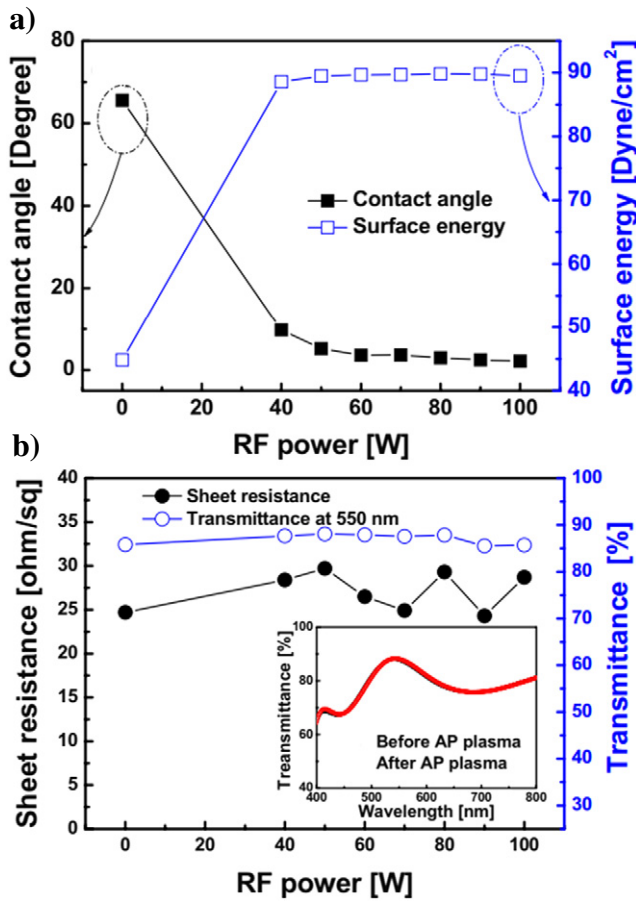 a)
80
60
40
20
0
Contanct angle [Degree]
90
80
70
60
50
40
Surface energy [Dyne/cm2]
Contact angle
Surface energy
0 20 40 60 80 100
RF power [W]
b)
40
35
30
25
20
15
10
5
0
Sheet resistance [ohm/sq]
100
90
80
70
60
50
40
30
Transmittance [%]
Sheet resistance
Transmittance at 550 nm
100
80
60
40
Treansmittance [%]
Before AP plasma
After AP plasma
400 500 600 700 800
Wavelength [nm]
0 20 40 60 80 100
RF power [W]